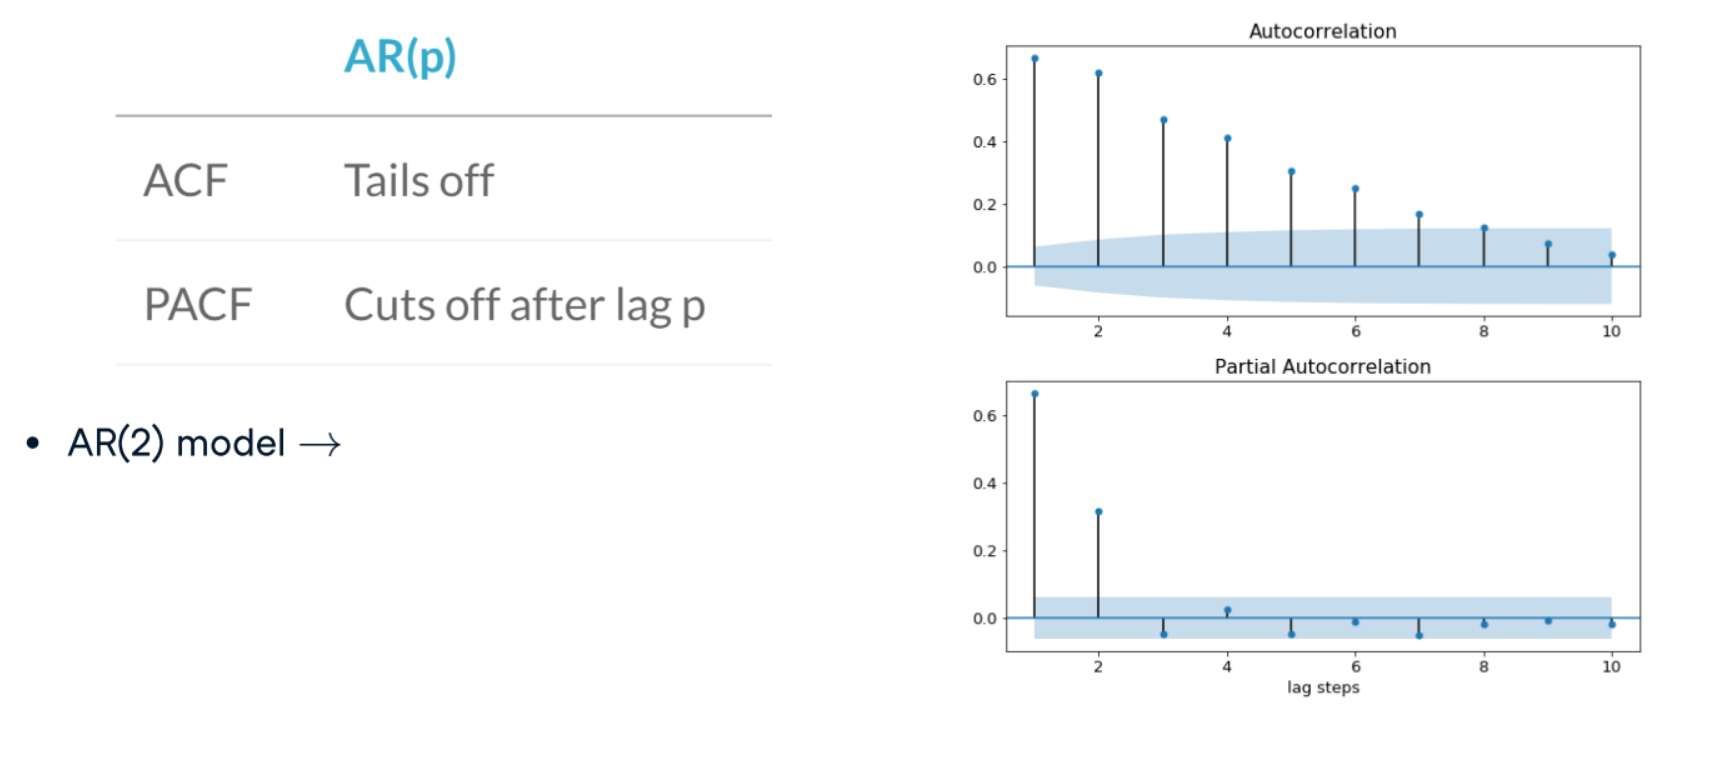 AR(p)
ACF Tails off
PACF Cuts off after lag p
• AR(2) model →
Autocorrelation
0.6
0.4
0.2
0.0
2 4 6 8 10
Partial Autocorrelation
0.6
0.4
0.2
0.0
2 4 6 8 10
lag steps